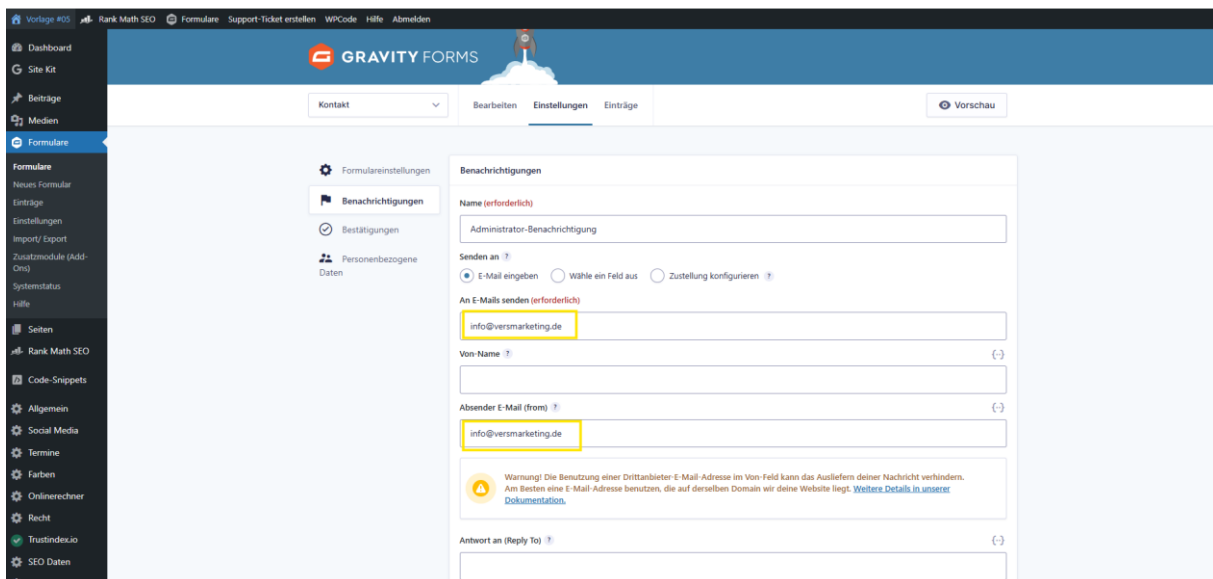 Vorlage #05 Rank Math SEO Formulare Support-Ticket erstellen WPCode Hilfe Abmelden
Dashboard
Site Kit
Beiträge
Medien
Formulare
Formulare
Neues Formular
Einträge
Einstellungen
Import/ Export
Zusatzmodule (Add-
Ons)
Systemstatus
Hilfe
Seiten
Rank Math SEO
Code-Snippets
Allgemein
Social Media
Termine
Farben
Onlinerechner
Recht
Trustindex.io
SEO Daten
GRAVITY FORMS
Kontakt
Bearbeiten Einstellungen Einträge
Vorschau
Formulareinstellungen
Benachrichtigungen
Bestätigungen
Personenbezogene
Daten
Benachrichtigungen
Name (erforderlich)
Administrator-Benachrichtigung
Senden an ?
E-Mail eingeben Wähle ein Feld aus Zustellung konfigurieren ?
An E-Mails senden (erforderlich)
info@versmarketing.de
Von-Name ? {··}
Absender E-Mail (from) ? {··}
info@versmarketing.de
Warnung! Die Benutzung einer Drittanbieter-E-Mail-Adresse im Von-Feld kann das Ausliefern deiner Nachricht verhindern.
Am Besten eine E-Mail-Adresse benutzen, die auf derselben Domain wir deine Website liegt. Weitere Details in unserer
Dokumentation.
Antwort an (Reply To) ? {··}